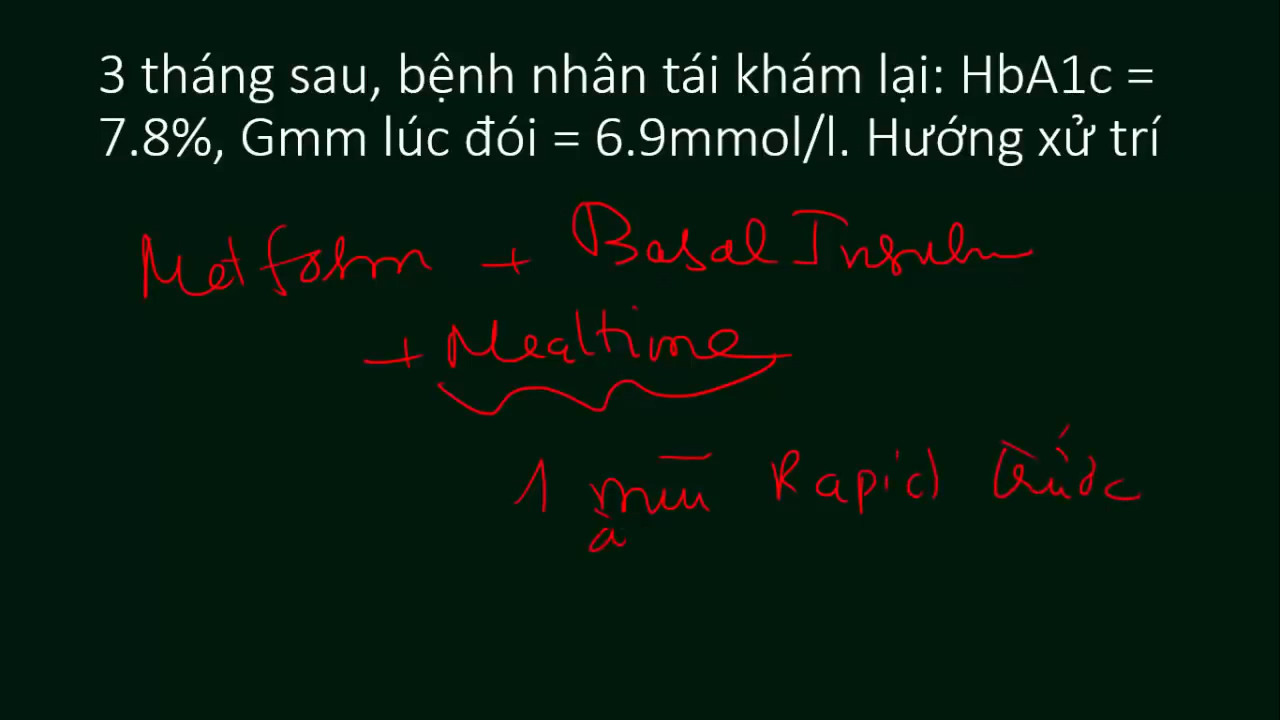 3 tháng sau, bệnh nhân tái khám lại: HbA1c =
7.8%, Gmm lúc đói = 6.9mmol/l. Hướng xử trí
Metformin + Basal Insulin
+ Mealtime
1 mũi Rapid trước